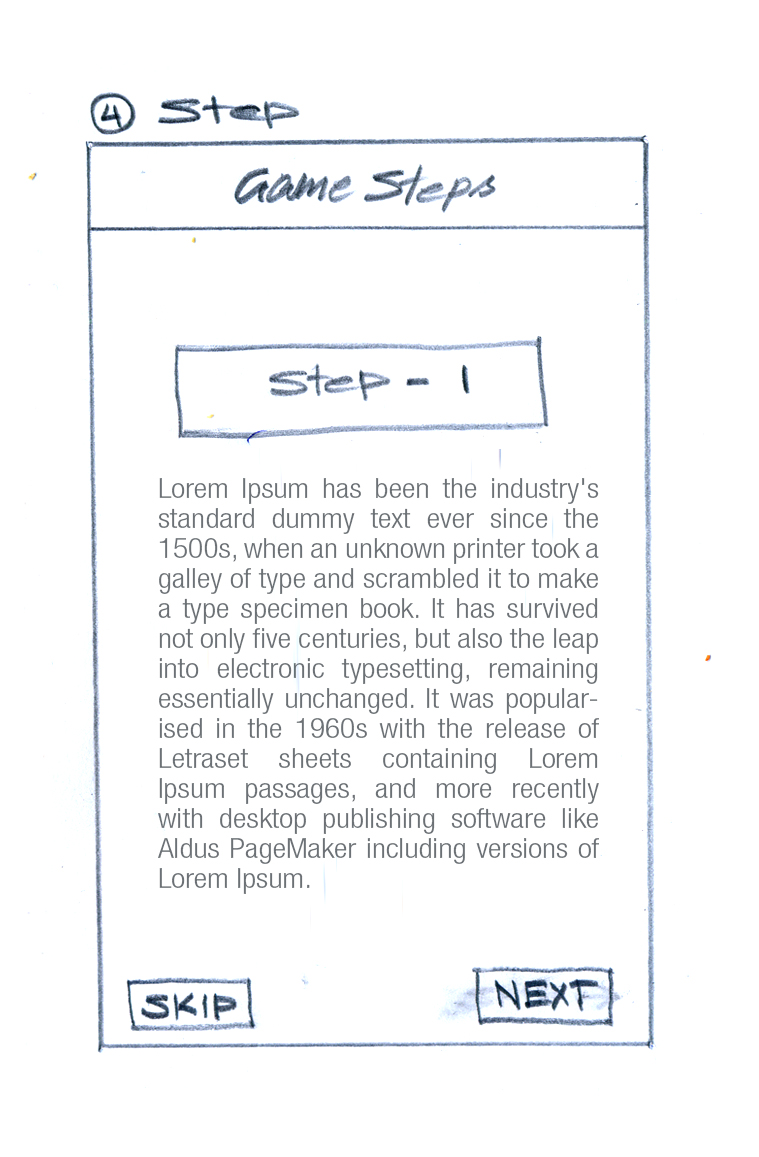 4 Step
Game Steps
Step - 1
Lorem Ipsum has been the industry's
standard dummy text ever since the
1500s, when an unknown printer took a
galley of type and scrambled it to make
a type specimen book. It has survived
not only five centuries, but also the leap
into electronic typesetting, remaining
essentially unchanged. It was popular-
ised in the 1960s with the release of
Letraset sheets containing Lorem
Ipsum passages, and more recently
with desktop publishing software like
Aldus PageMaker including versions of
Lorem Ipsum.
SKIP NEXT